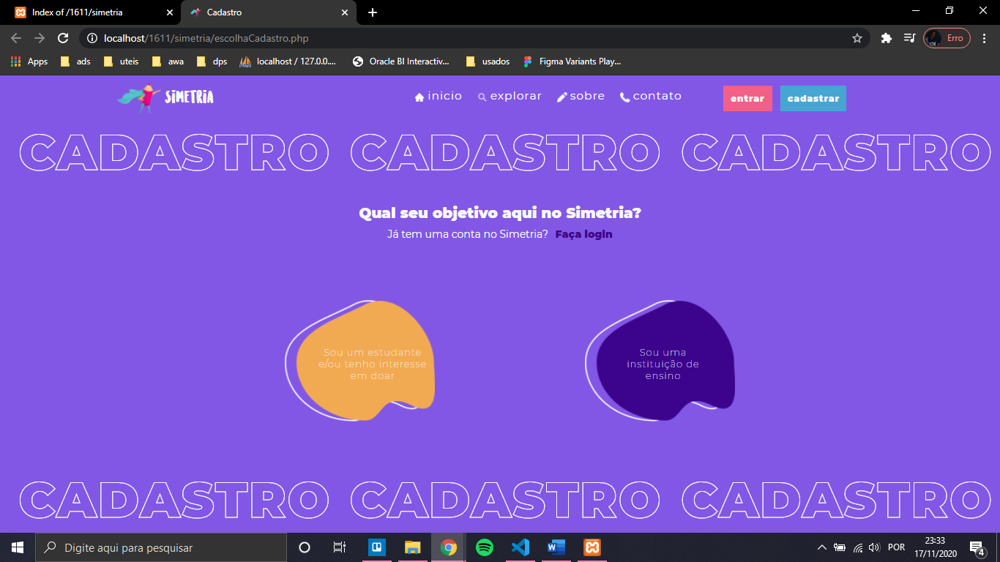 Index of /1611/simetria
Cadastro
localhost/1611/simetria/escolhaCadastro.php
Erro
Apps
ads
uteis
awa
dps
localhost / 127.0.0....
Oracle BI Interactiv...
usados
Figma Variants Play...
SIMETRIA
inicio
explorar
sobre
contato
entrar
cadastrar
CADASTRO CADASTRO CADASTRO
Qual seu objetivo aqui no Simetria?
Já tem uma conta no Simetria? Faça login
Sou um estudante
e/ou tenho interesse
em doar
Sou uma
instituição de
ensino
CADASTRO CADASTRO CADASTRO
Digite aqui para pesquisar
POR
23:33
17/11/2020
4